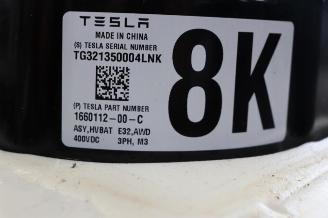 TESLA
MADE IN CHINA
(S) TESLA SERIAL NUMBER
TG321350004LNK
8K
(P) TESLA PART NUMBER
1660112-00-C
ASY,HVBAT E32,AWD
400VDC 3PH, M3